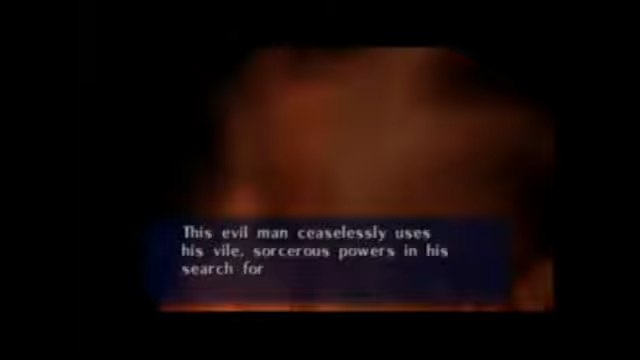 This evil man ceaselessly uses
his vile, sorcerous powers in his
search for